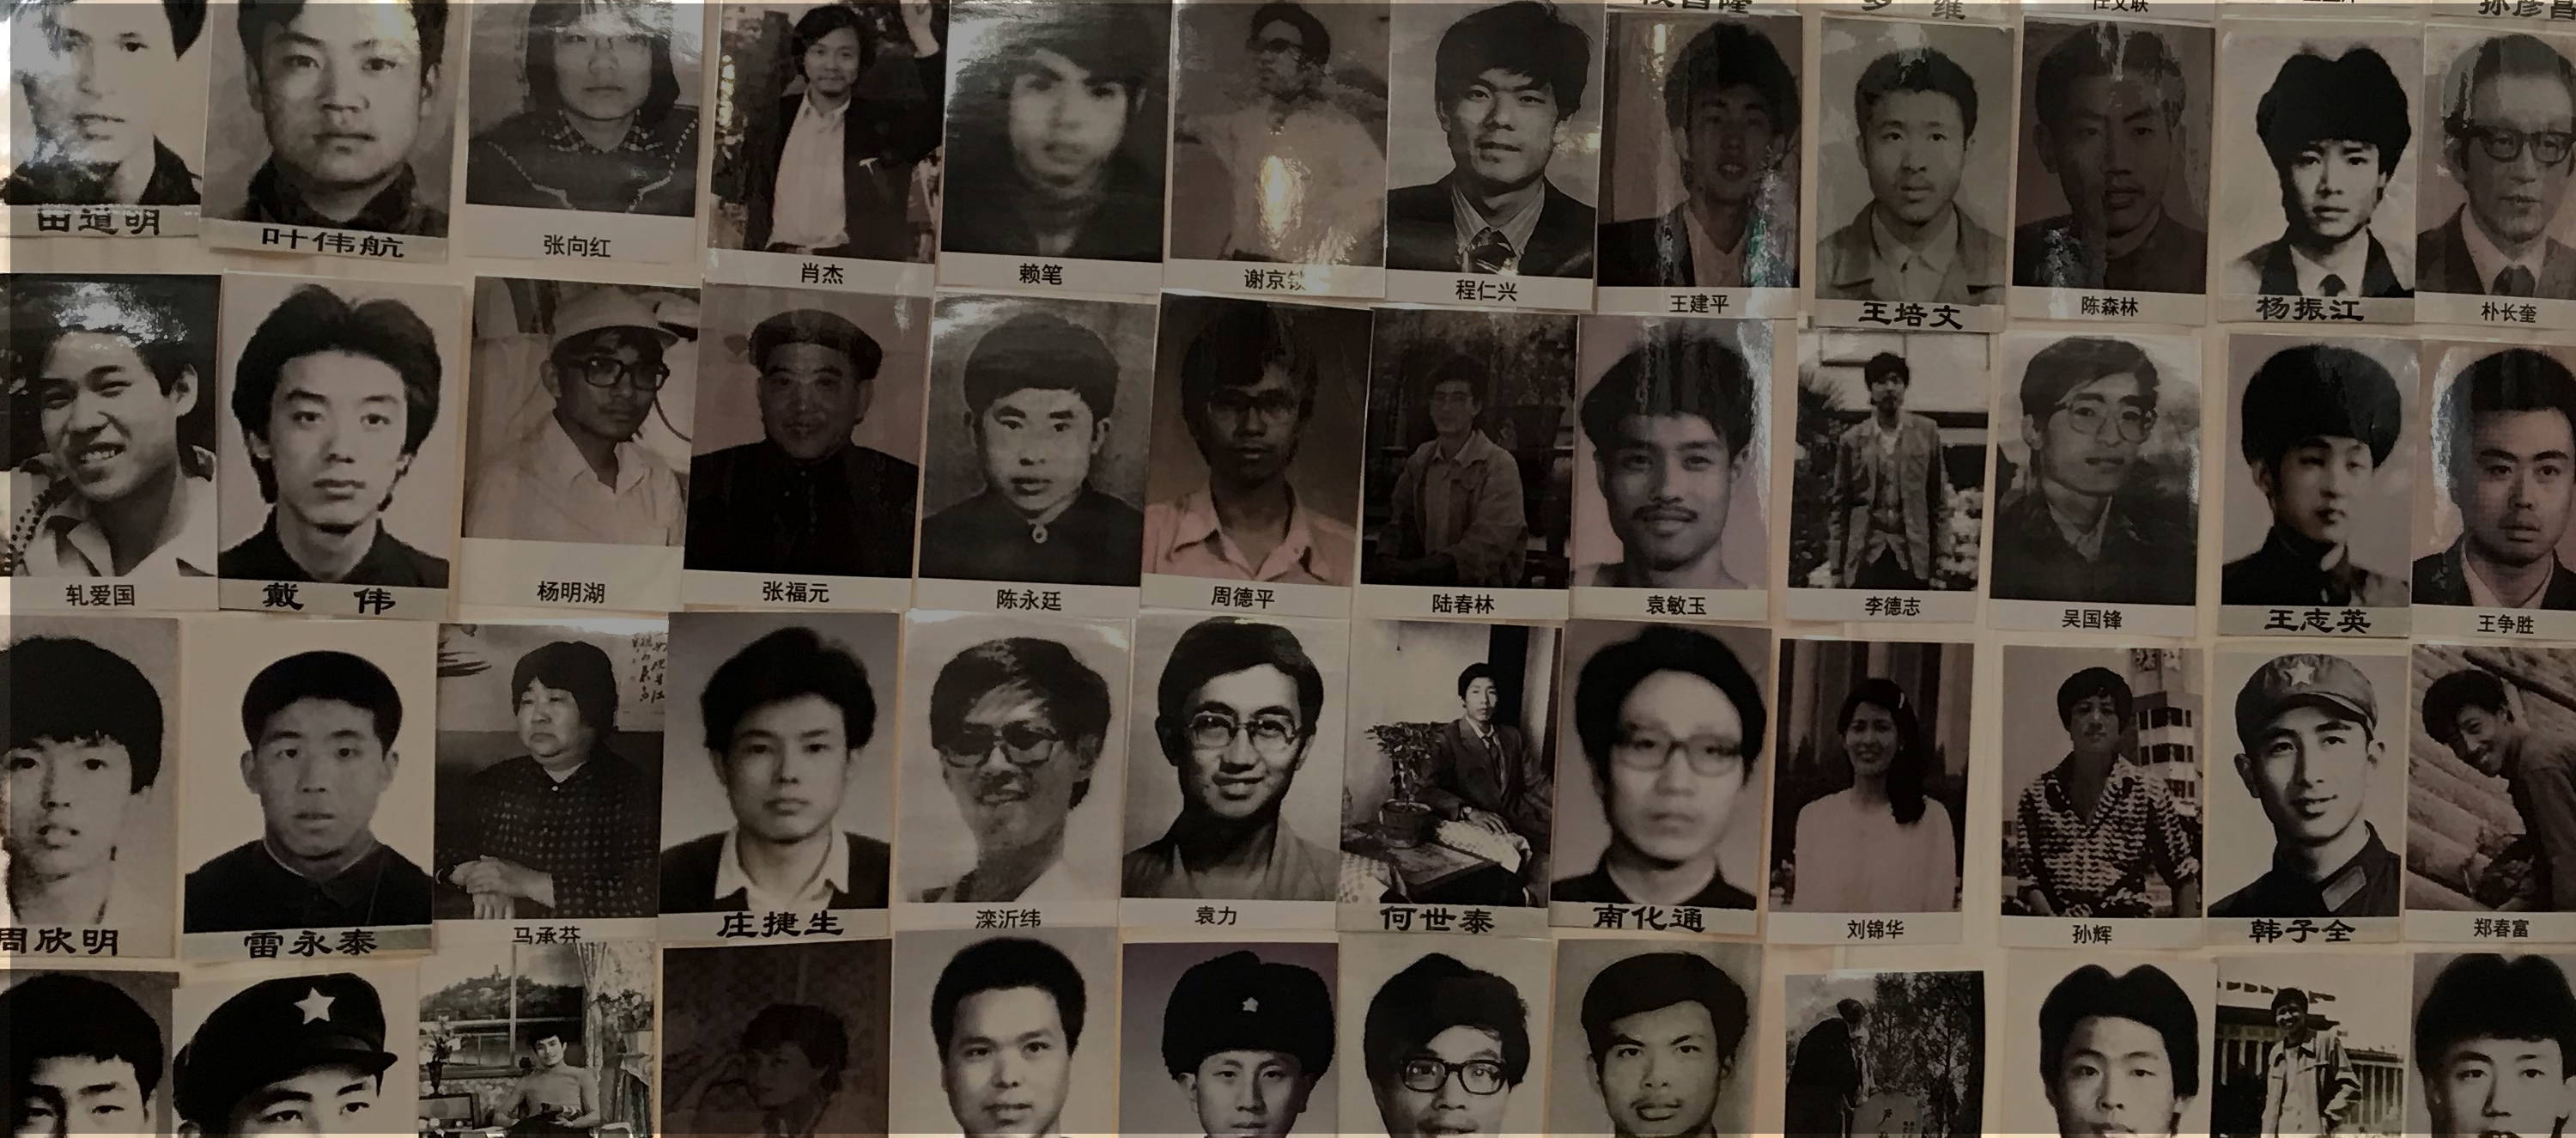 田道明
叶伟航
张向红
肖杰
赖笔
谢京锁
程仁兴
王建平
王培文
陈森林
杨振江
朴长奎
轧爱国
戴 伟
杨明湖
张福元
陈永廷
周德平
陆春林
袁敏玉
李德志
吴国锋
王志英
王争胜
周欣明
雷永泰
马承芬
庄捷生
滦沂纬
袁力
何世泰
南化通
刘锦华
孙辉
韩子全
郑春富